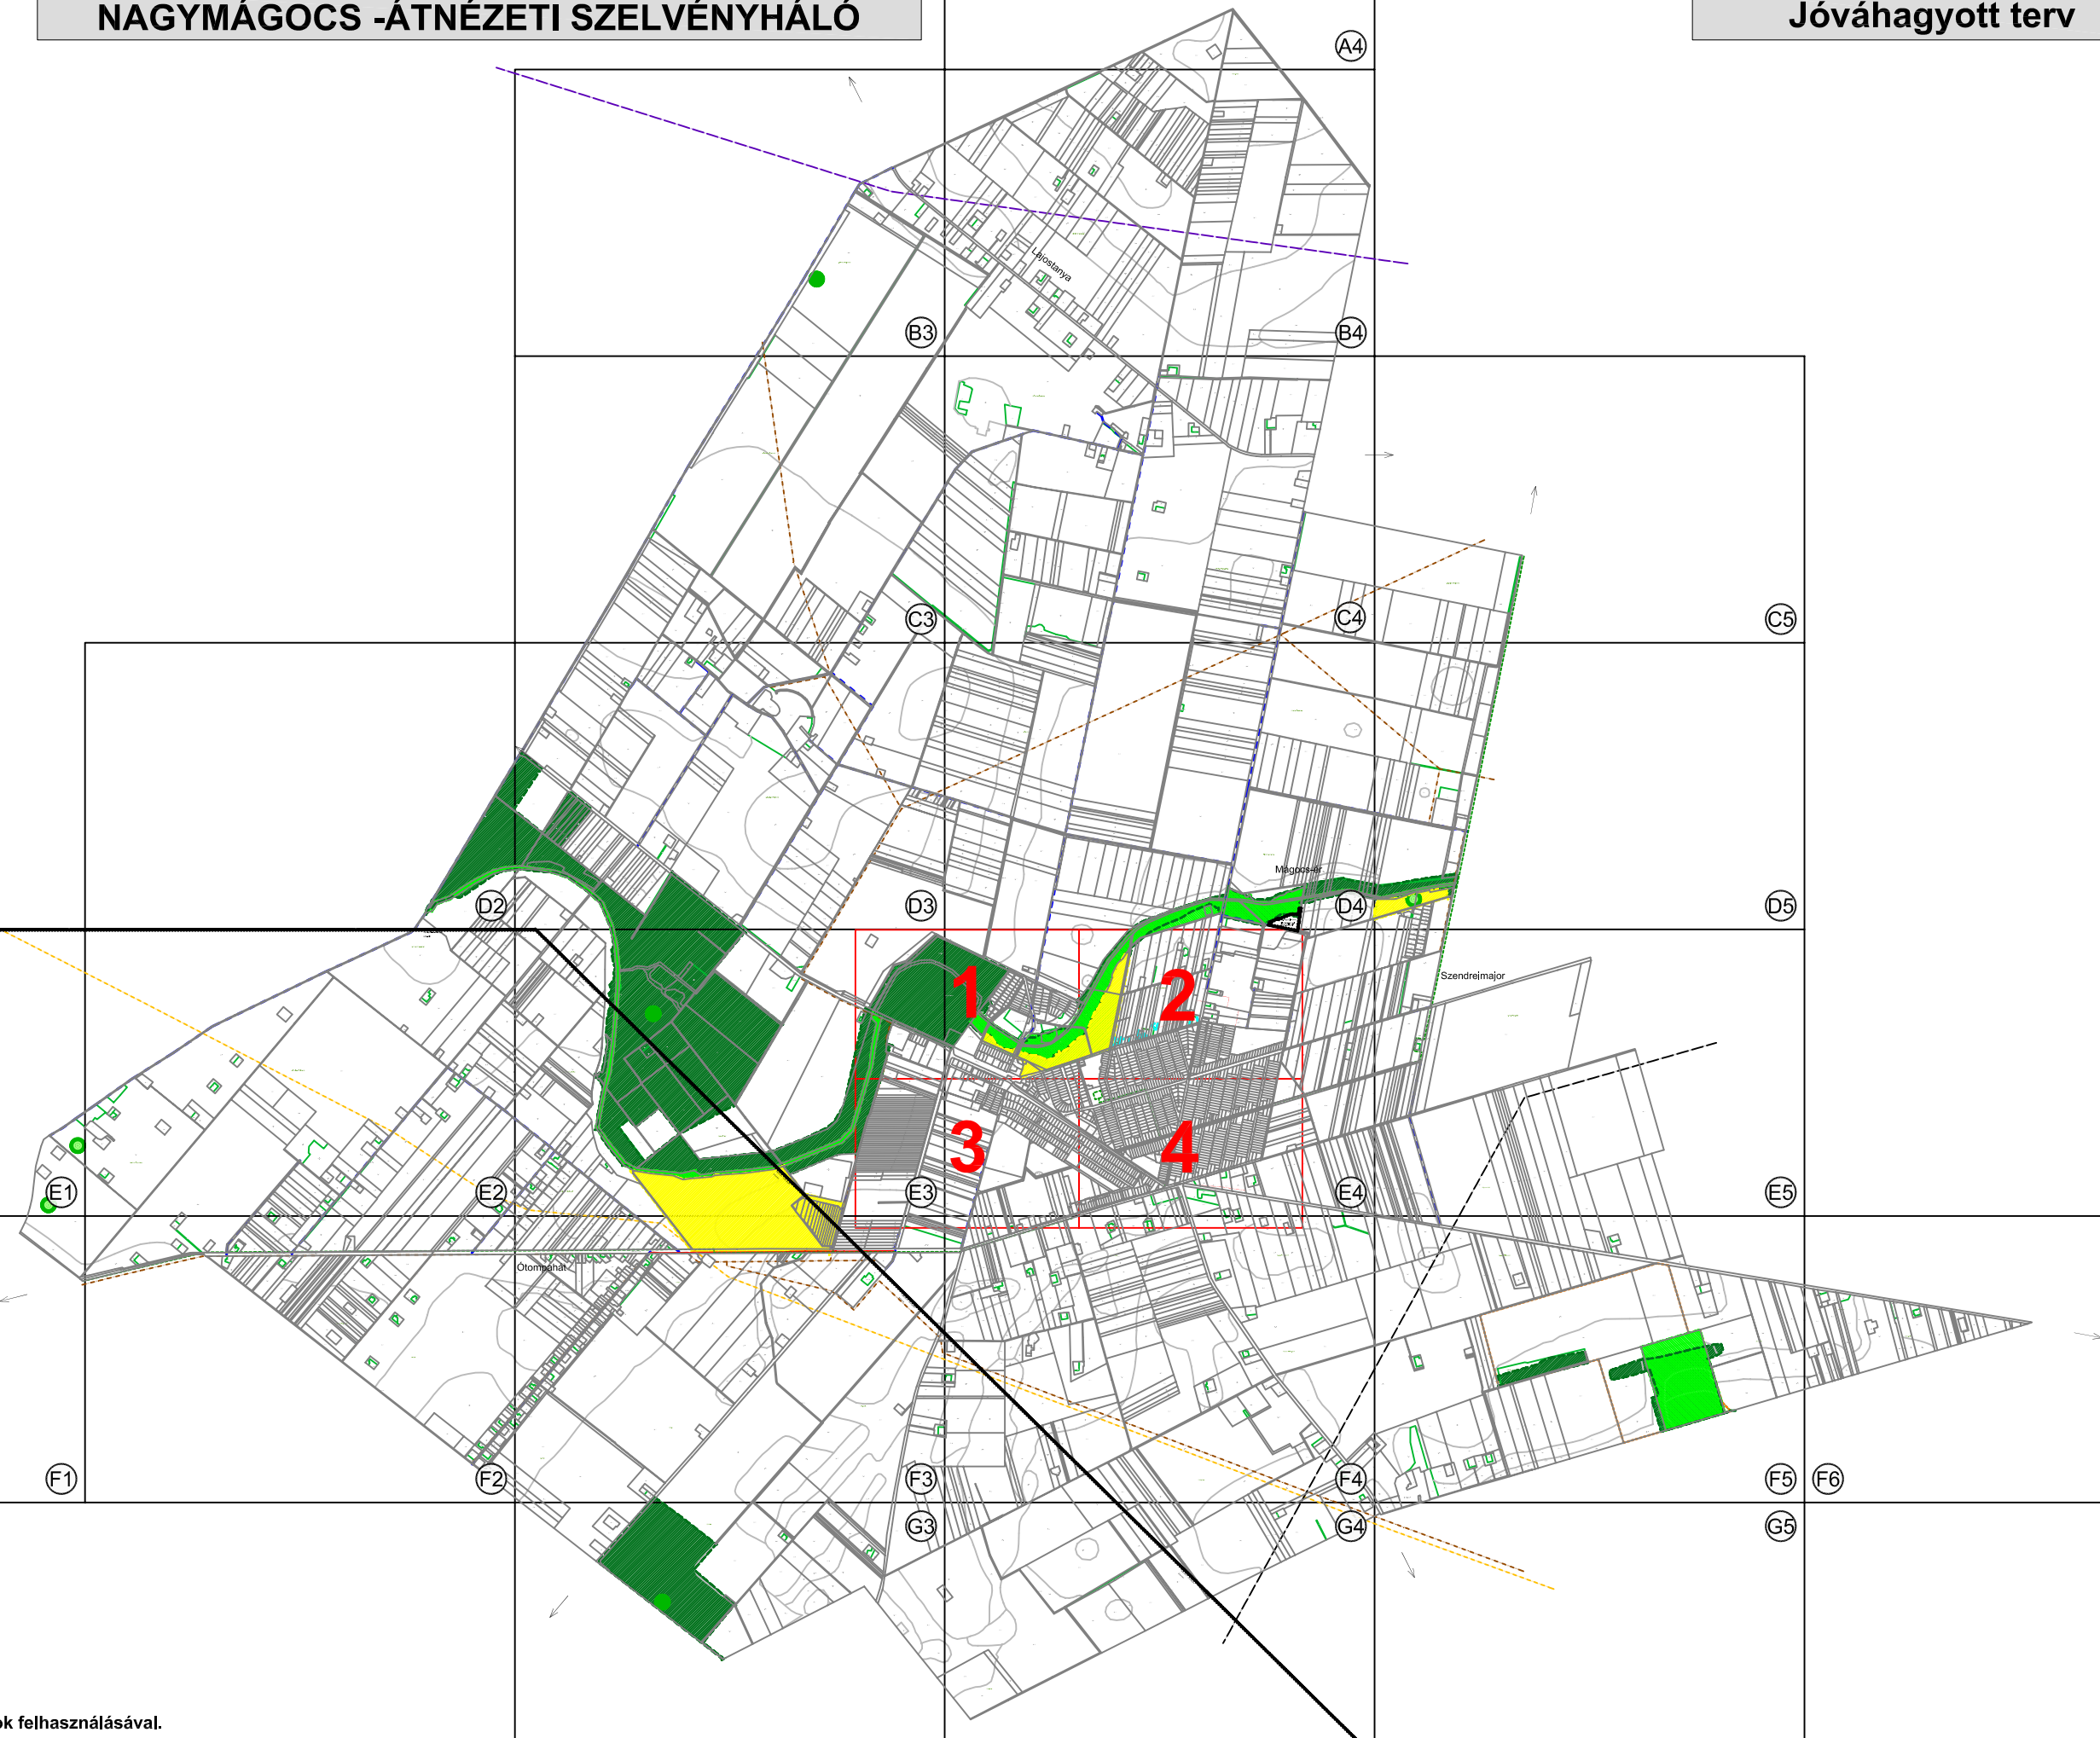 NAGYMÁGOCS -ÁTNÉZETI SZELVÉNYHÁLÓ
Jóváhagyott terv
A4
Lajostanya
B3
B4
C3
C4
C5
Mágocs-ér
D2
D3
D4
D5
Szendreimajor
1
2
3
4
E1
E2
E3
E4
E5
Ótompahát
F1
F2
F3
F4
F5
F6
G3
G4
G5
ok felhasználásával.